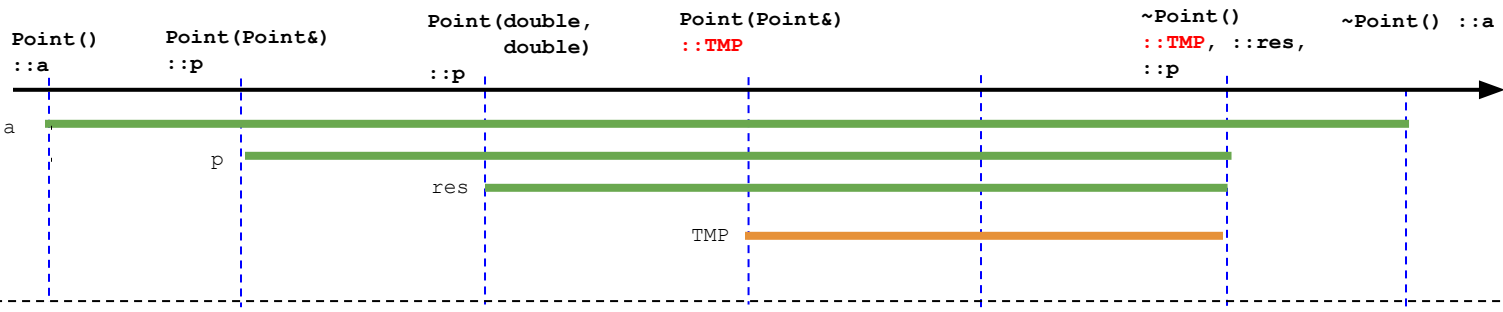 Point()
::a
Point(Point&)
::p
Point(double,
double)
::p
Point(Point&)
::TMP
~Point()
::TMP, ::res,
::p
~Point() ::a
a
p
res
TMP